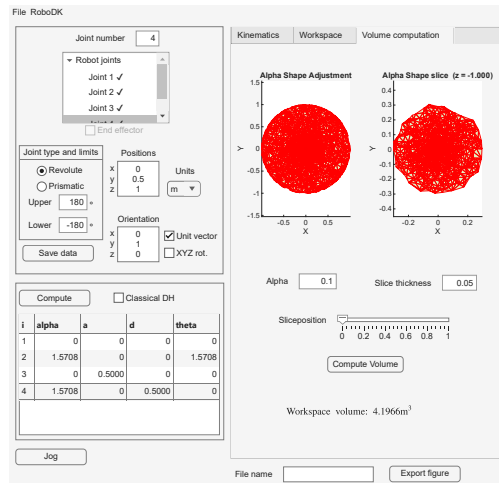 File RoboDK
Joint number 4
Robot joints
Joint 1 ✓
Joint 2 ✓
Joint 3 ✓
End effector
Joint type and limits
Revolute
Prismatic
Upper 180 °
Lower -180 °
Positions
x 0
y 0.5
z 1
Units
m
Orientation
x 0
y 1
z 0
Unit vector
XYZ rot.
Save data
Compute
Classical DH
i alpha a d theta
1 0 0 0 0
2 1.5708 0 0 1.5708
3 0 0.5000 0 0
4 1.5708 0 0.5000 0
Jog
Kinematics Workspace Volume computation
Alpha Shape Adjustment
1.5
1
0.5
0
-0.5
-1
-1.5
Y
-0.5 0 0.5
X
Alpha Shape slice (z = -1.000)
0.4
0.3
0.2
0.1
0
-0.1
-0.2
-0.3
-0.4
Y
-0.2 0 0.2
X
Alpha 0.1
Slice thickness 0.05
Sliceposition
0 0.2 0.4 0.6 0.8 1
Compute Volume
Workspace volume: 4.1966m³
File name
Export figure